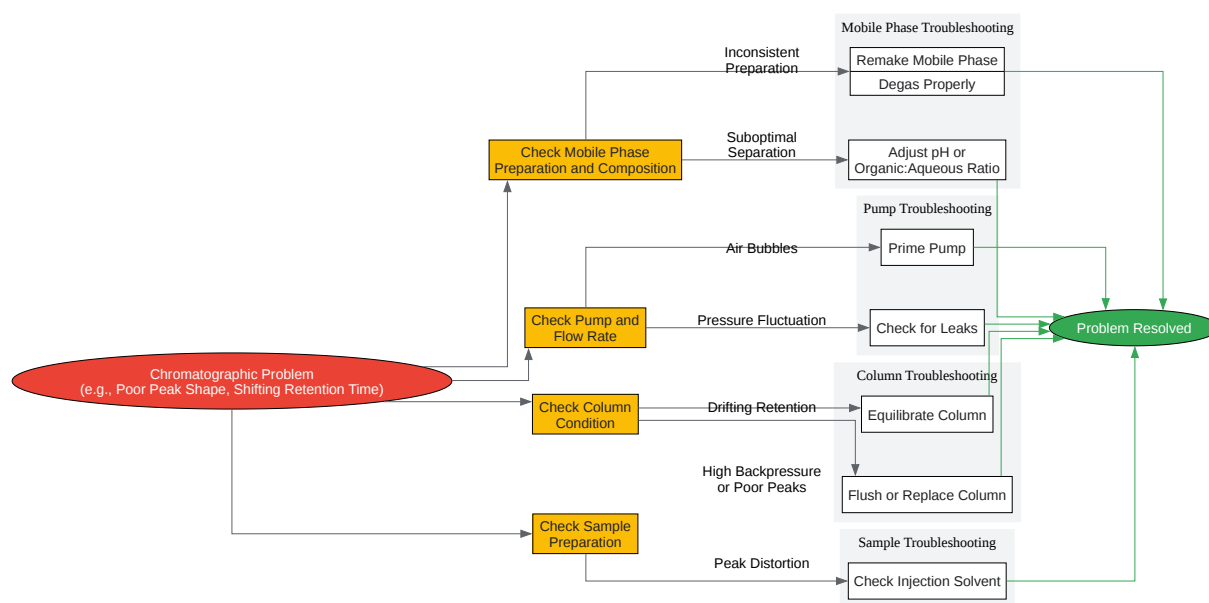 Mobile Phase Troubleshooting
Inconsistent
Preparation
Remake Mobile Phase
Degas Properly
Check Mobile Phase
Preparation and Composition
Suboptimal
Separation
Adjust pH or
Organic:Aqueous Ratio
Pump Troubleshooting
Air Bubbles
Prime Pump
Check Pump and
Flow Rate
Pressure Fluctuation
Check for Leaks
Problem Resolved
Chromatographic Problem
(e.g., Poor Peak Shape, Shifting Retention Time)
Column Troubleshooting
Check Column
Condition
Drifting Retention
Equilibrate Column
High Backpressure
or Poor Peaks
Flush or Replace Column
Check Sample
Preparation
Sample Troubleshooting
Peak Distortion
Check Injection Solvent